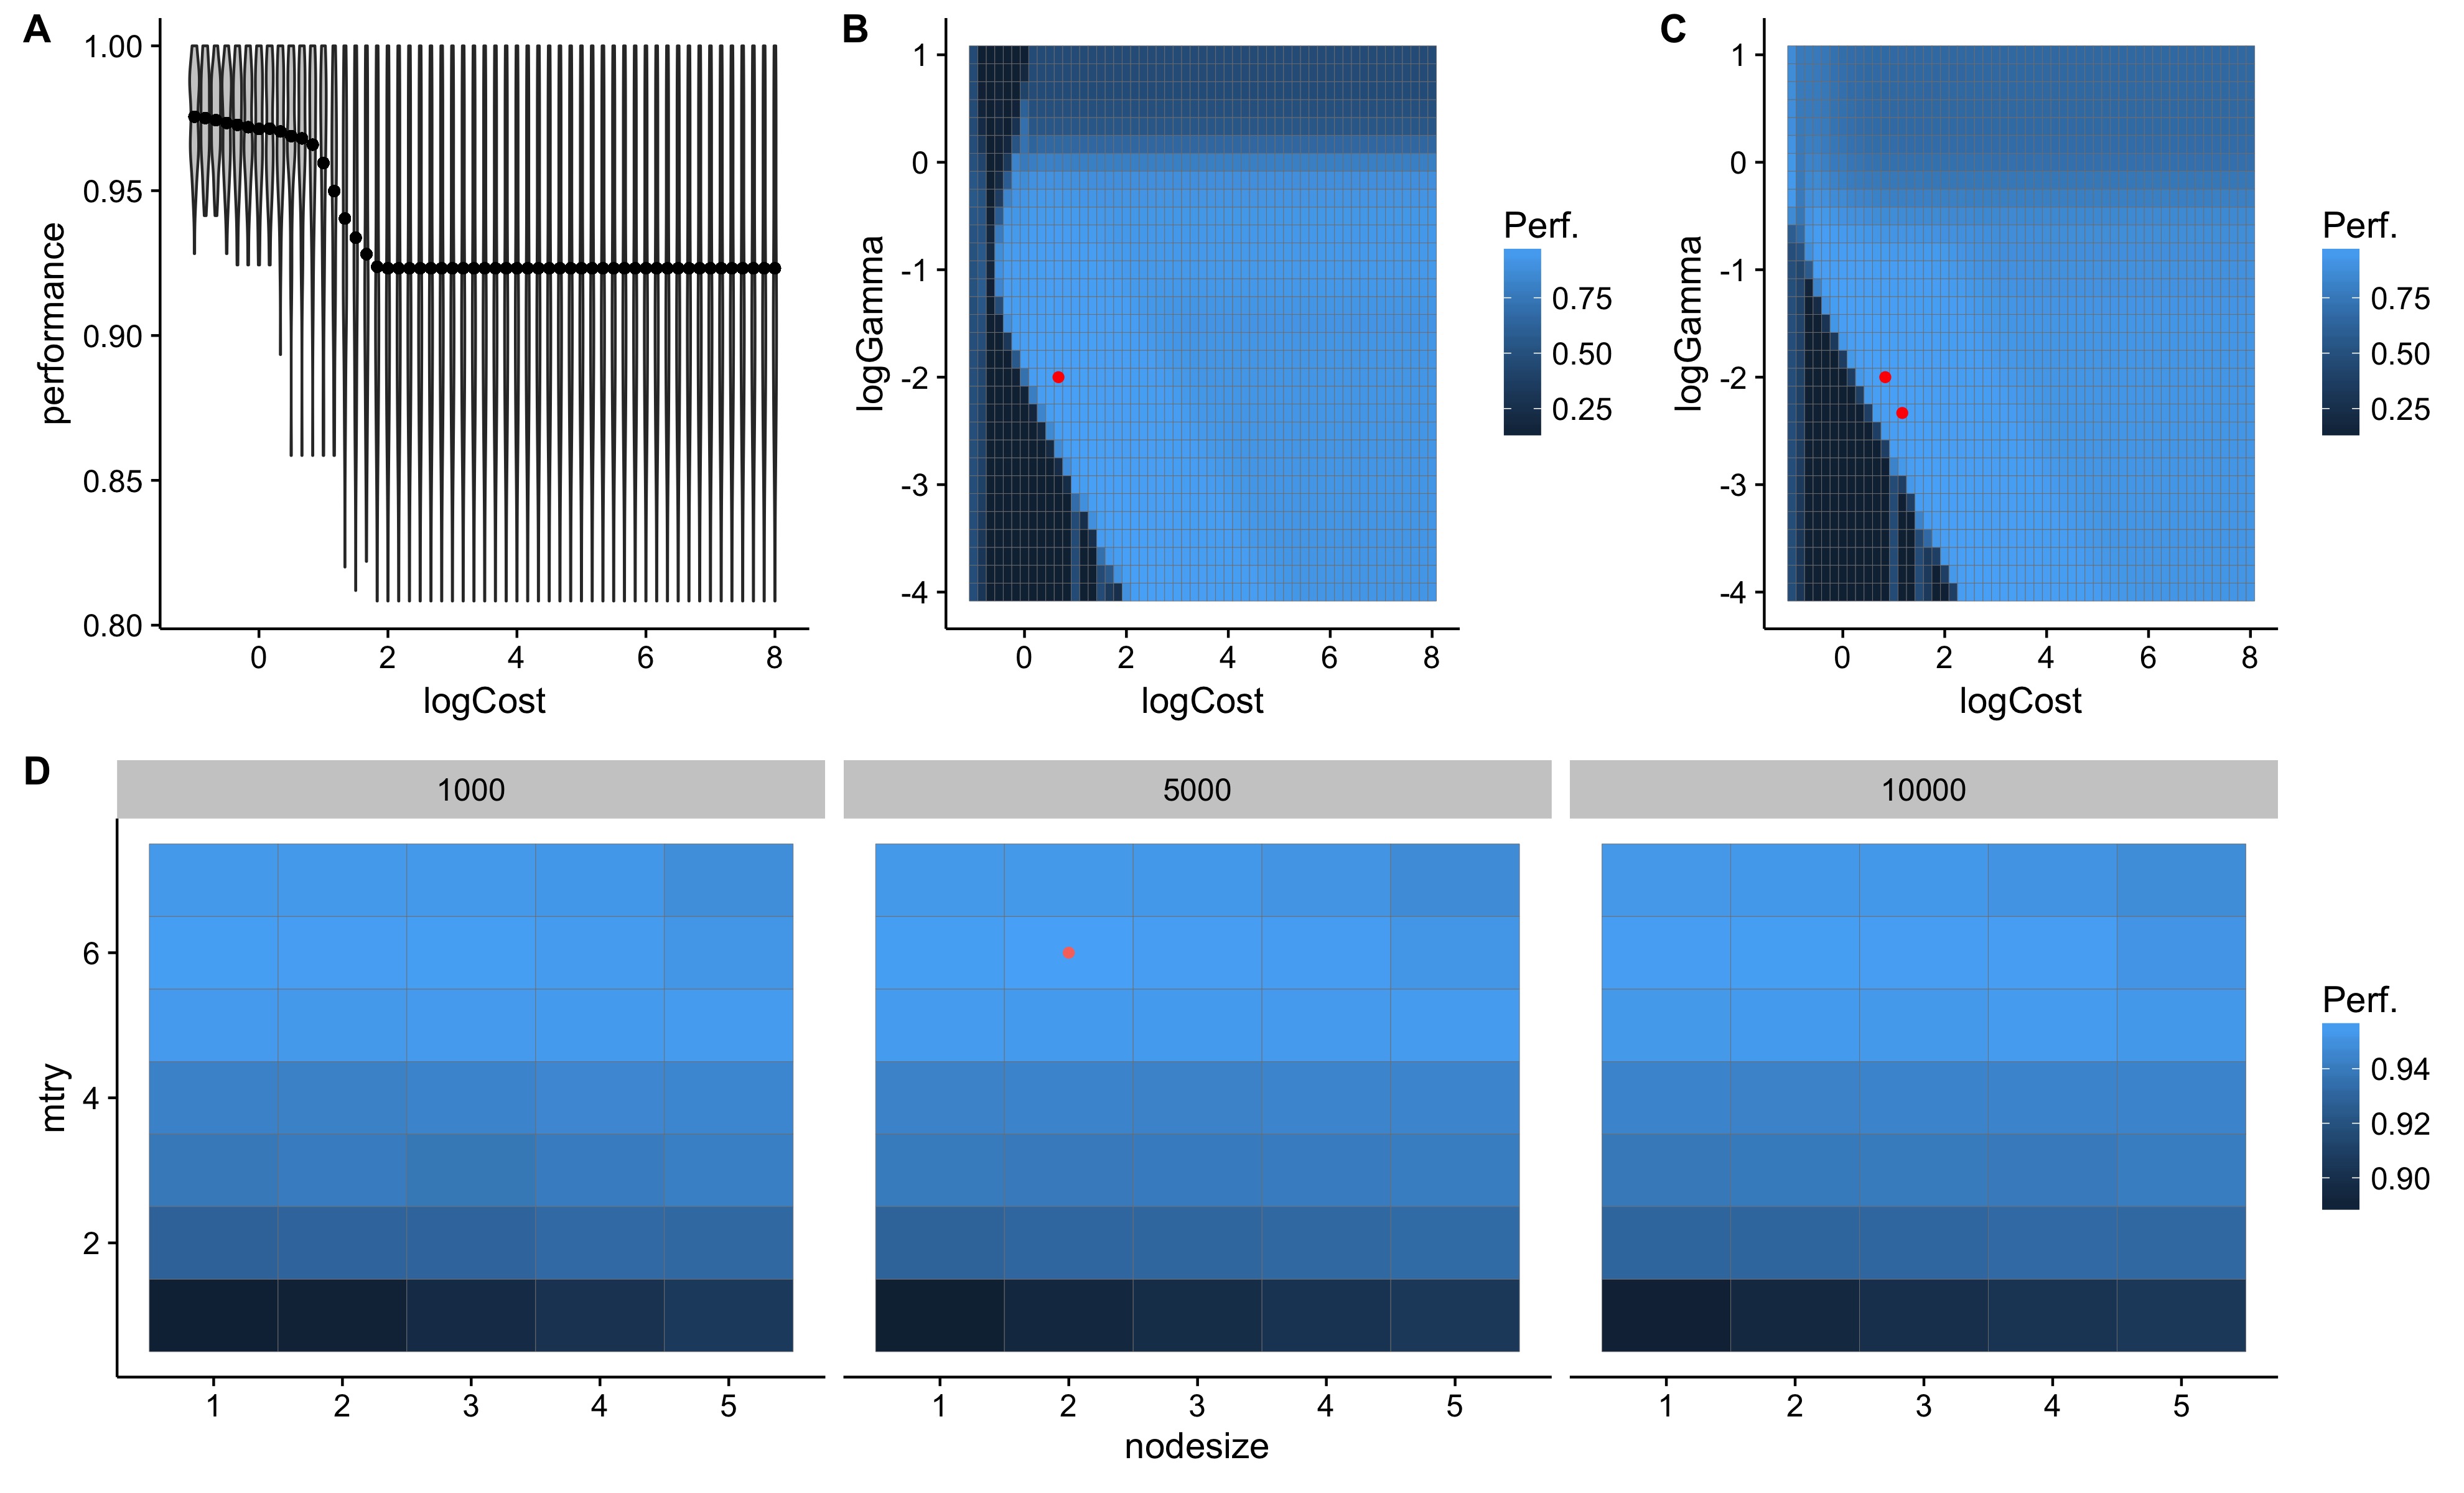 A
1.00
0.95
0.90
0.85
0.80
performance
0 2 4 6 8
logCost
B
1
0
-1
-2
-3
-4
logGamma
0 2 4 6 8
logCost
Perf.
0.75
0.50
0.25
C
1
0
-1
-2
-3
-4
logGamma
0 2 4 6 8
logCost
Perf.
0.75
0.50
0.25
D
1000 5000 10000
6
4
2
mtry
1 2 3 4 5 1 2 3 4 5 1 2 3 4 5
nodesize
Perf.
0.94
0.92
0.90